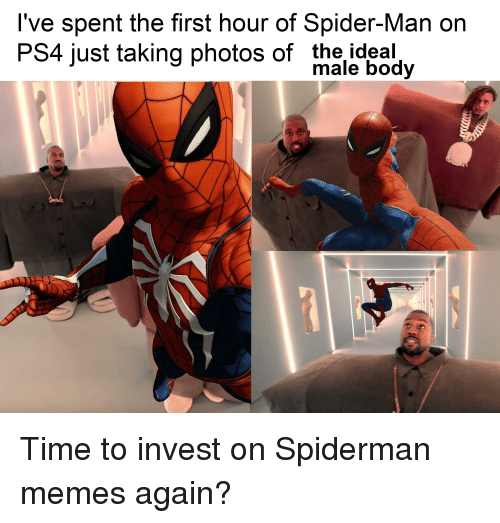 I've spent the first hour of Spider-Man on
PS4 just taking photos of the ideal
male body
Time to invest on Spiderman
memes again?